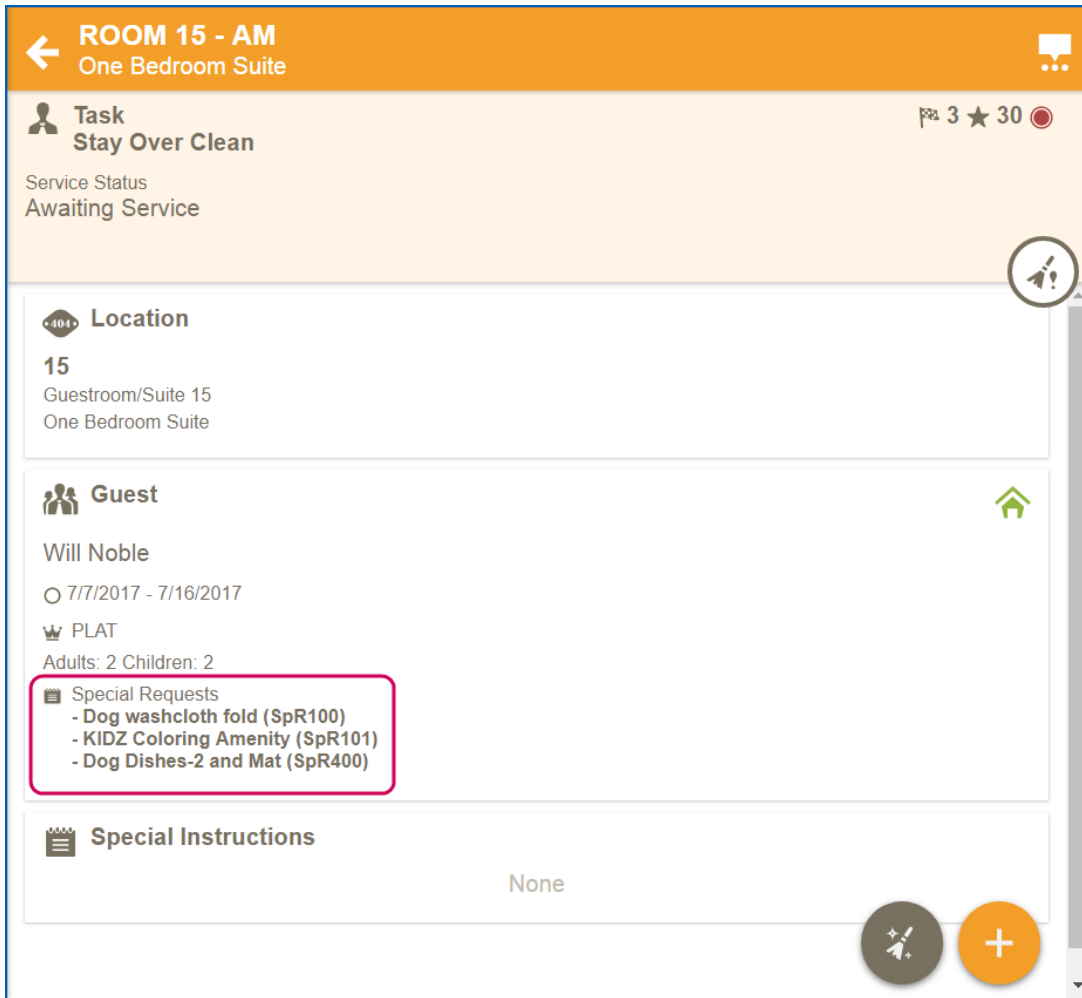 ROOM 15 - AM
One Bedroom Suite
Task
Stay Over Clean
3 30
Service Status
Awaiting Service
404 Location
15
Guestroom/Suite 15
One Bedroom Suite
Guest
Will Noble
7/7/2017 - 7/16/2017
PLAT
Adults: 2 Children: 2
Special Requests
- Dog washcloth fold (SpR100)
- KIDZ Coloring Amenity (SpR101)
- Dog Dishes-2 and Mat (SpR400)
Special Instructions
None